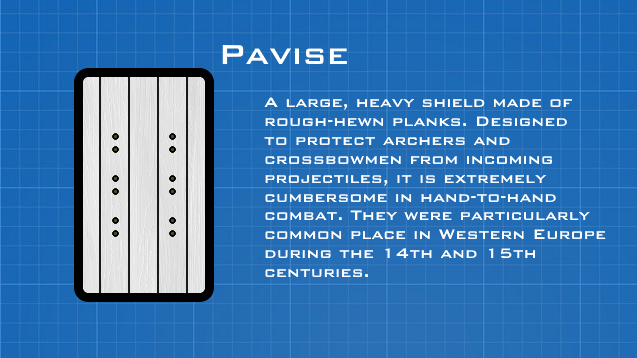 Pavise
A large, heavy shield made of
rough-hewn planks. Designed
to protect archers and
crossbowmen from incoming
projectiles, it is extremely
cumbersome in hand-to-hand
combat. They were particularly
common place in Western Europe
during the 14th and 15th
centuries.